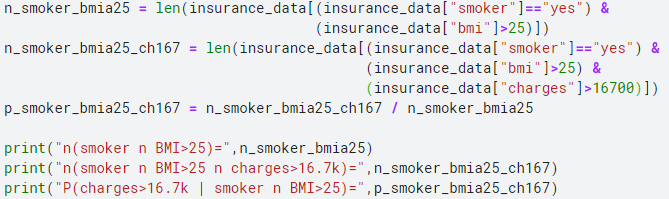 n_smoker_bmia25 = len(insurance_data[(insurance_data["smoker"]=="yes") &
(insurance_data["bmi"]>25)])
n_smoker_bmia25_ch167 = len(insurance_data[(insurance_data["smoker"]=="yes") &
(insurance_data["bmi"]>25) &
(insurance_data["charges"]>16700)])
p_smoker_bmia25_ch167 = n_smoker_bmia25_ch167 / n_smoker_bmia25
print("n(smoker n BMI>25)=",n_smoker_bmia25)
print("n(smoker n BMI>25 n charges>16.7k)=",n_smoker_bmia25_ch167)
print("P(charges>16.7k | smoker n BMI>25)=",p_smoker_bmia25_ch167)